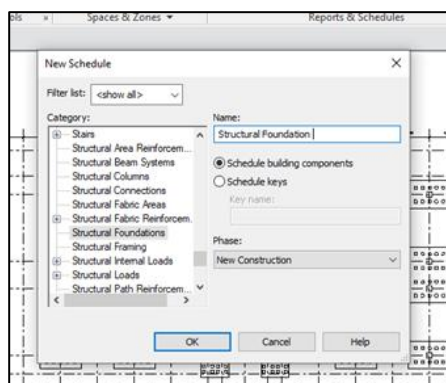 ols
Spaces & Zones
Reports & Schedules
New Schedule
Filter list: <show all>
Category:
Stairs
Structural Area Reinforcem...
Structural Beam Systems
Structural Columns
Structural Connections
Structural Fabric Areas
Structural Fabric Reinforcem.
Structural Foundations
Structural Framing
Structural Internal Loads
Structural Loads
Structural Path Reinforcem...
Name:
Structural Foundation
Schedule building components
Schedule keys
Key name:
Phase:
New Construction
OK
Cancel
Help